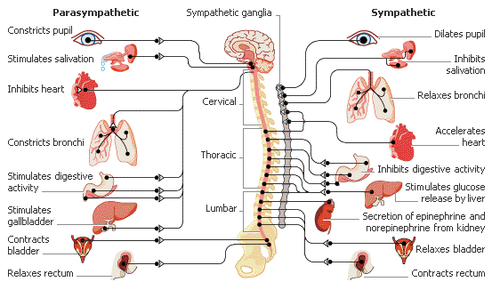 Parasympathetic
Sympathetic ganglia
Sympathetic
Constricts pupil
Stimulates salivation
Inhibits heart
Constricts bronchi
Stimulates digestive
activity
Stimulates
gallbladder
Contracts
bladder
Relaxes rectum
Cervical
Thoracic
Lumbar
Dilates pupil
Inhibits
salivation
Relaxes bronchi
Accelerates
heart
Inhibits digestive activity
Stimulates glucose
release by liver
Secretion of epinephrine and
norepinephrine from kidney
Relaxes bladder
Contracts rectum